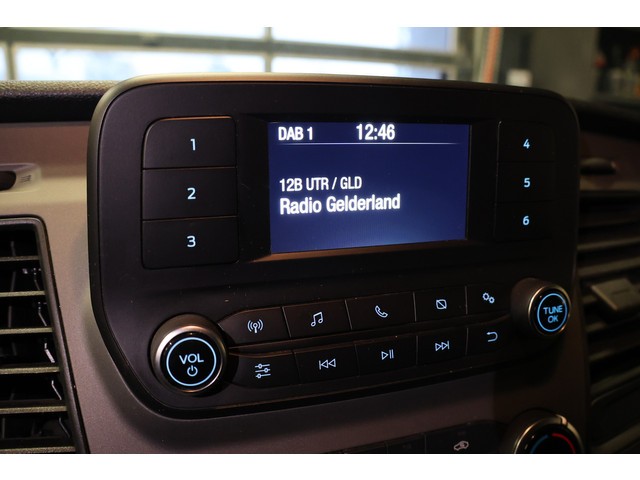 DAB 1 12:46
12B UTR / GLD
Radio Gelderland
1
2
3
4
5
6
VOL
TUNE
OK